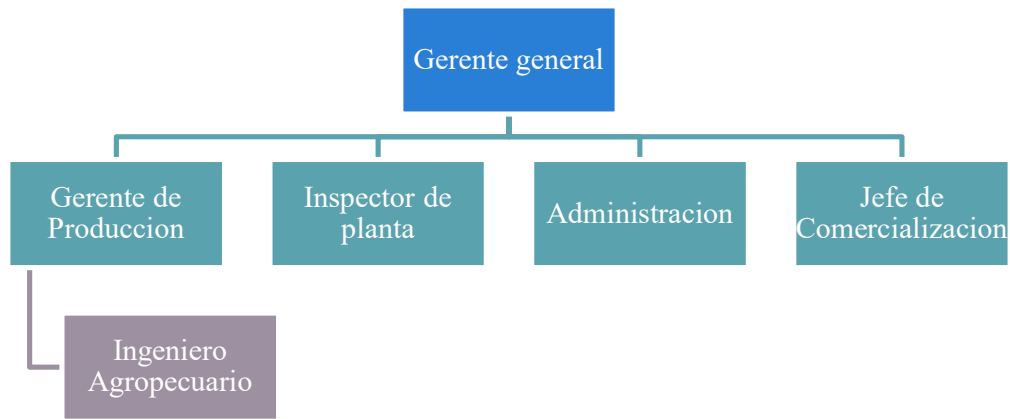 Gerente general
Gerente de
Produccion
Inspector de
planta
Administracion
Jefe de
Comercializacion
Ingeniero
Agropecuario